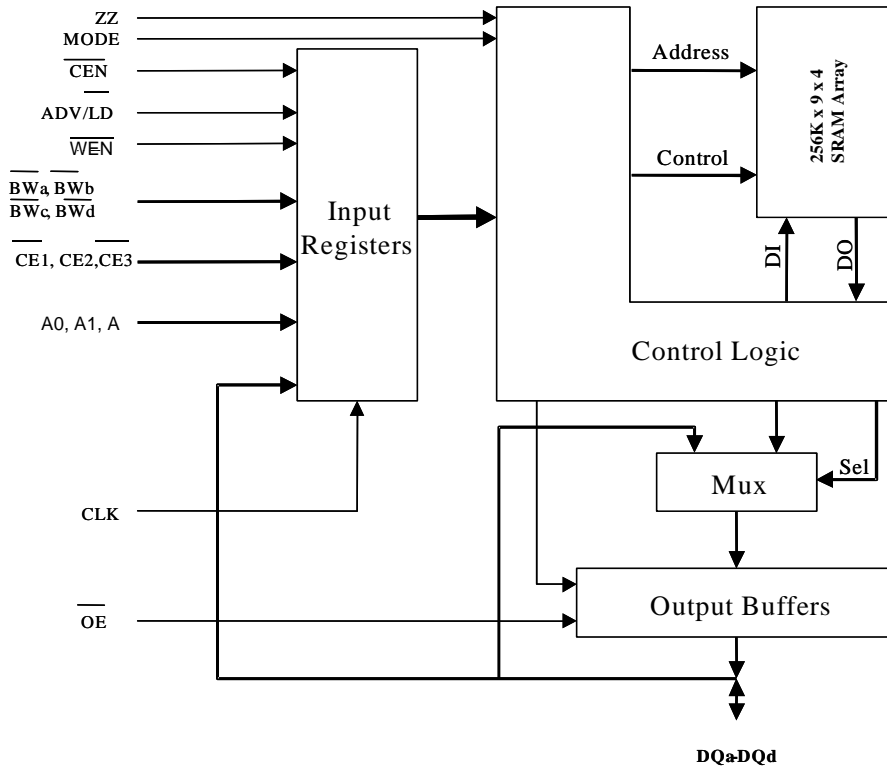 ZZ
MODE
CEN
ADV/LD
WEN
BWa, BWb
BWc, BWd
CE1, CE2,CE3
A0, A1, A
CLK
OE
Input
Registers
Address
Control
256K x 9 x 4
SRAM Array
DI
DO
Control Logic
Sel
Mux
Output Buffers
DQa-DQd